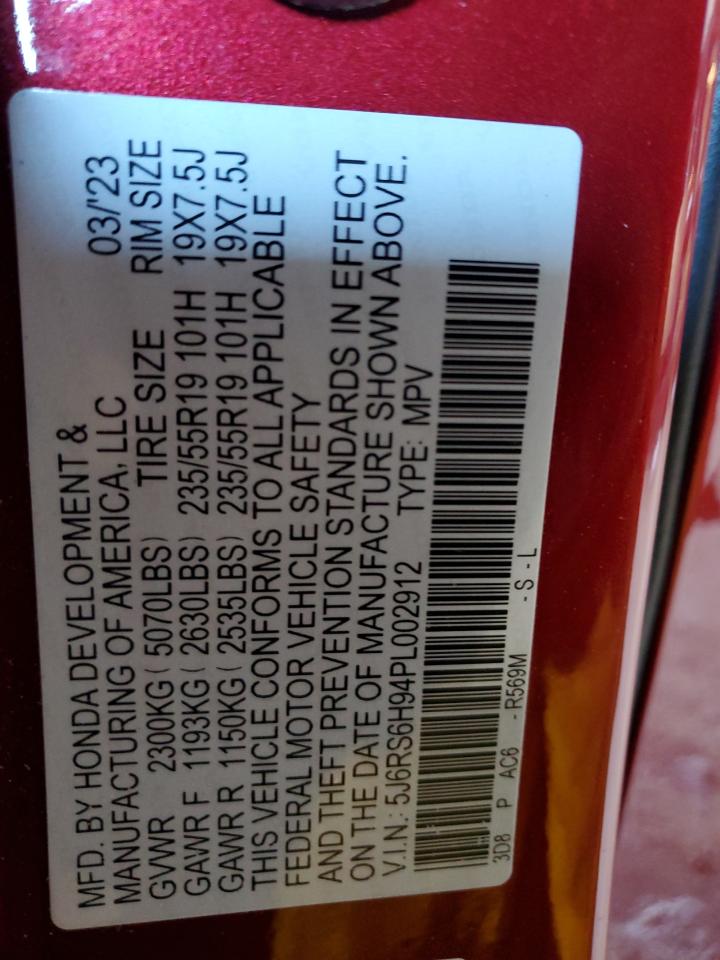 MFD. BY HONDA DEVELOPMENT & 03/'23
MANUFACTURING OF AMERICA, LLC TIRE SIZE RIM SIZE
GVWR 2300KG ( 5070LBS)
GAWR F 1193KG ( 2630LBS) 235/55R19 101H 19X7.5J
GAWR R 1150KG ( 2535LBS) 235/55R19 101H 19X7.5J
THIS VEHICLE CONFORMS TO ALL APPLICABLE
FEDERAL MOTOR VEHICLE SAFETY
AND THEFT PREVENTION STANDARDS IN EFFECT
ON THE DATE OF MANUFACTURE SHOWN ABOVE.
V.I.N.: 5J6RS6H94PL002912 TYPE: MPV
3D8 P AC6 -R569M - S - L